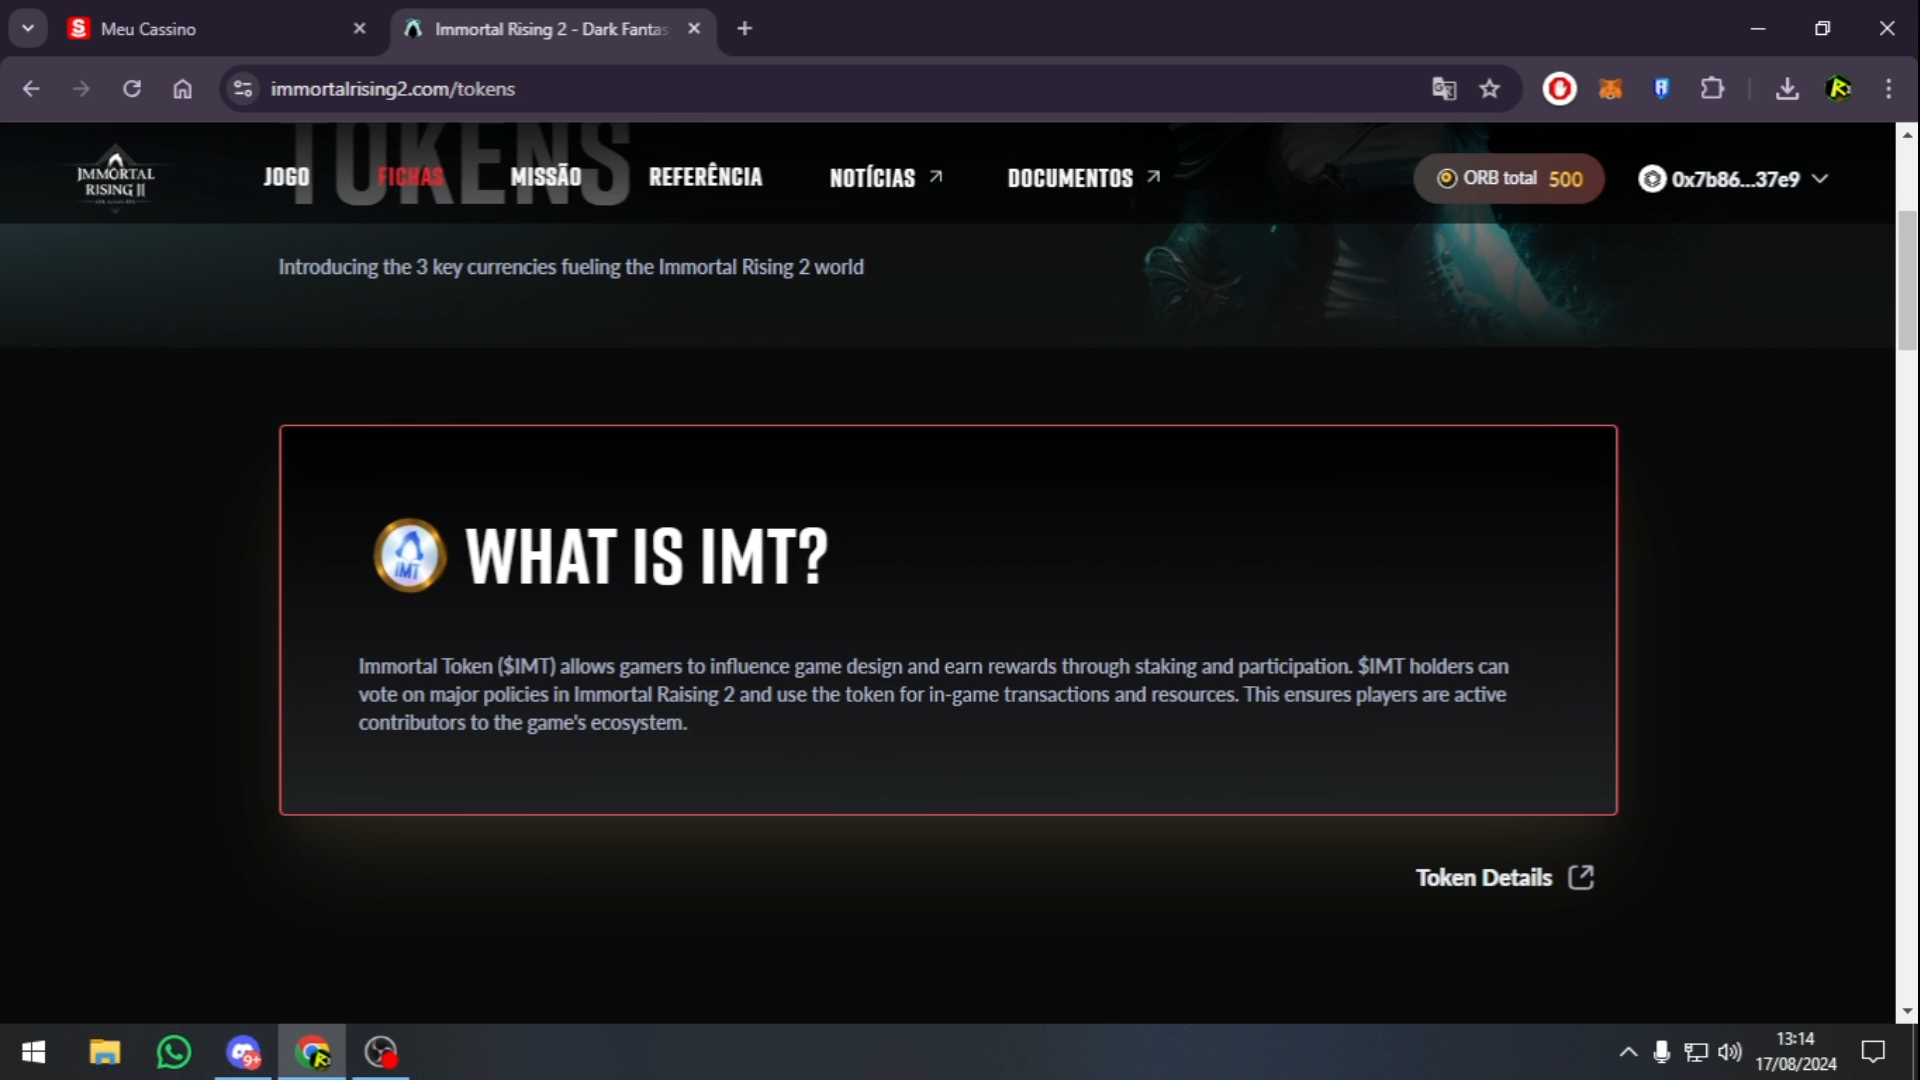 Meu Cassino
Immortal Rising 2 - Dark Fantas
immortalrising2.com/tokens
TOKENS
IMMORTAL
RISING II
JOGO
FICHAS
MISSÃO
REFERÊNCIA
NOTÍCIAS
DOCUMENTOS
ORB total 500
0x7b86...37e9
Introducing the 3 key currencies fueling the Immortal Rising 2 world
IMT
WHAT IS IMT?
Immortal Token ($IMT) allows gamers to influence game design and earn rewards through staking and participation. $IMT holders can
vote on major policies in Immortal Raising 2 and use the token for in-game transactions and resources. This ensures players are active
contributors to the game's ecosystem.
Token Details
9+
13:14
17/08/2024